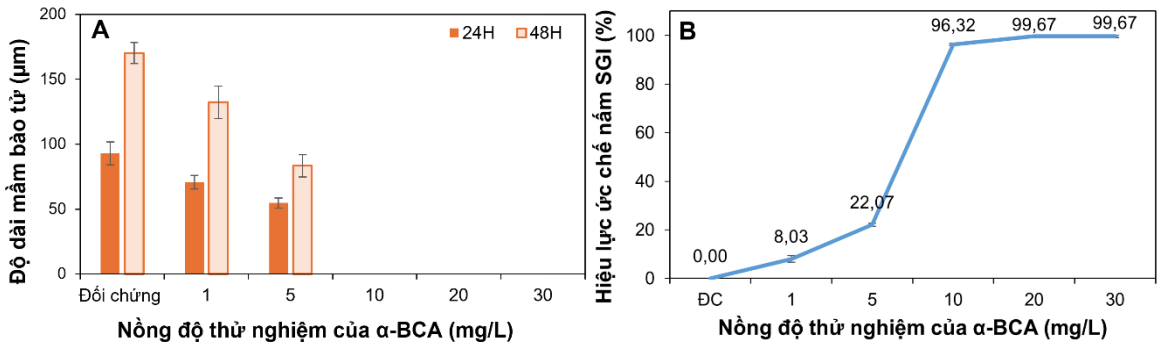 A
24H 48H
Độ dài mầm bào tử (µm)
200
150
100
50
0
Đối chứng 1 5 10 20 30
Nồng độ thử nghiệm của α-BCA (mg/L)
B
Hiệu lực ức chế nấm SGI (%)
100
80
60
40
20
0
0,00
8,03
22,07
96,32
99,67
99,67
ĐC 1 5 10 20 30
Nồng độ thử nghiệm của α-BCA (mg/L)